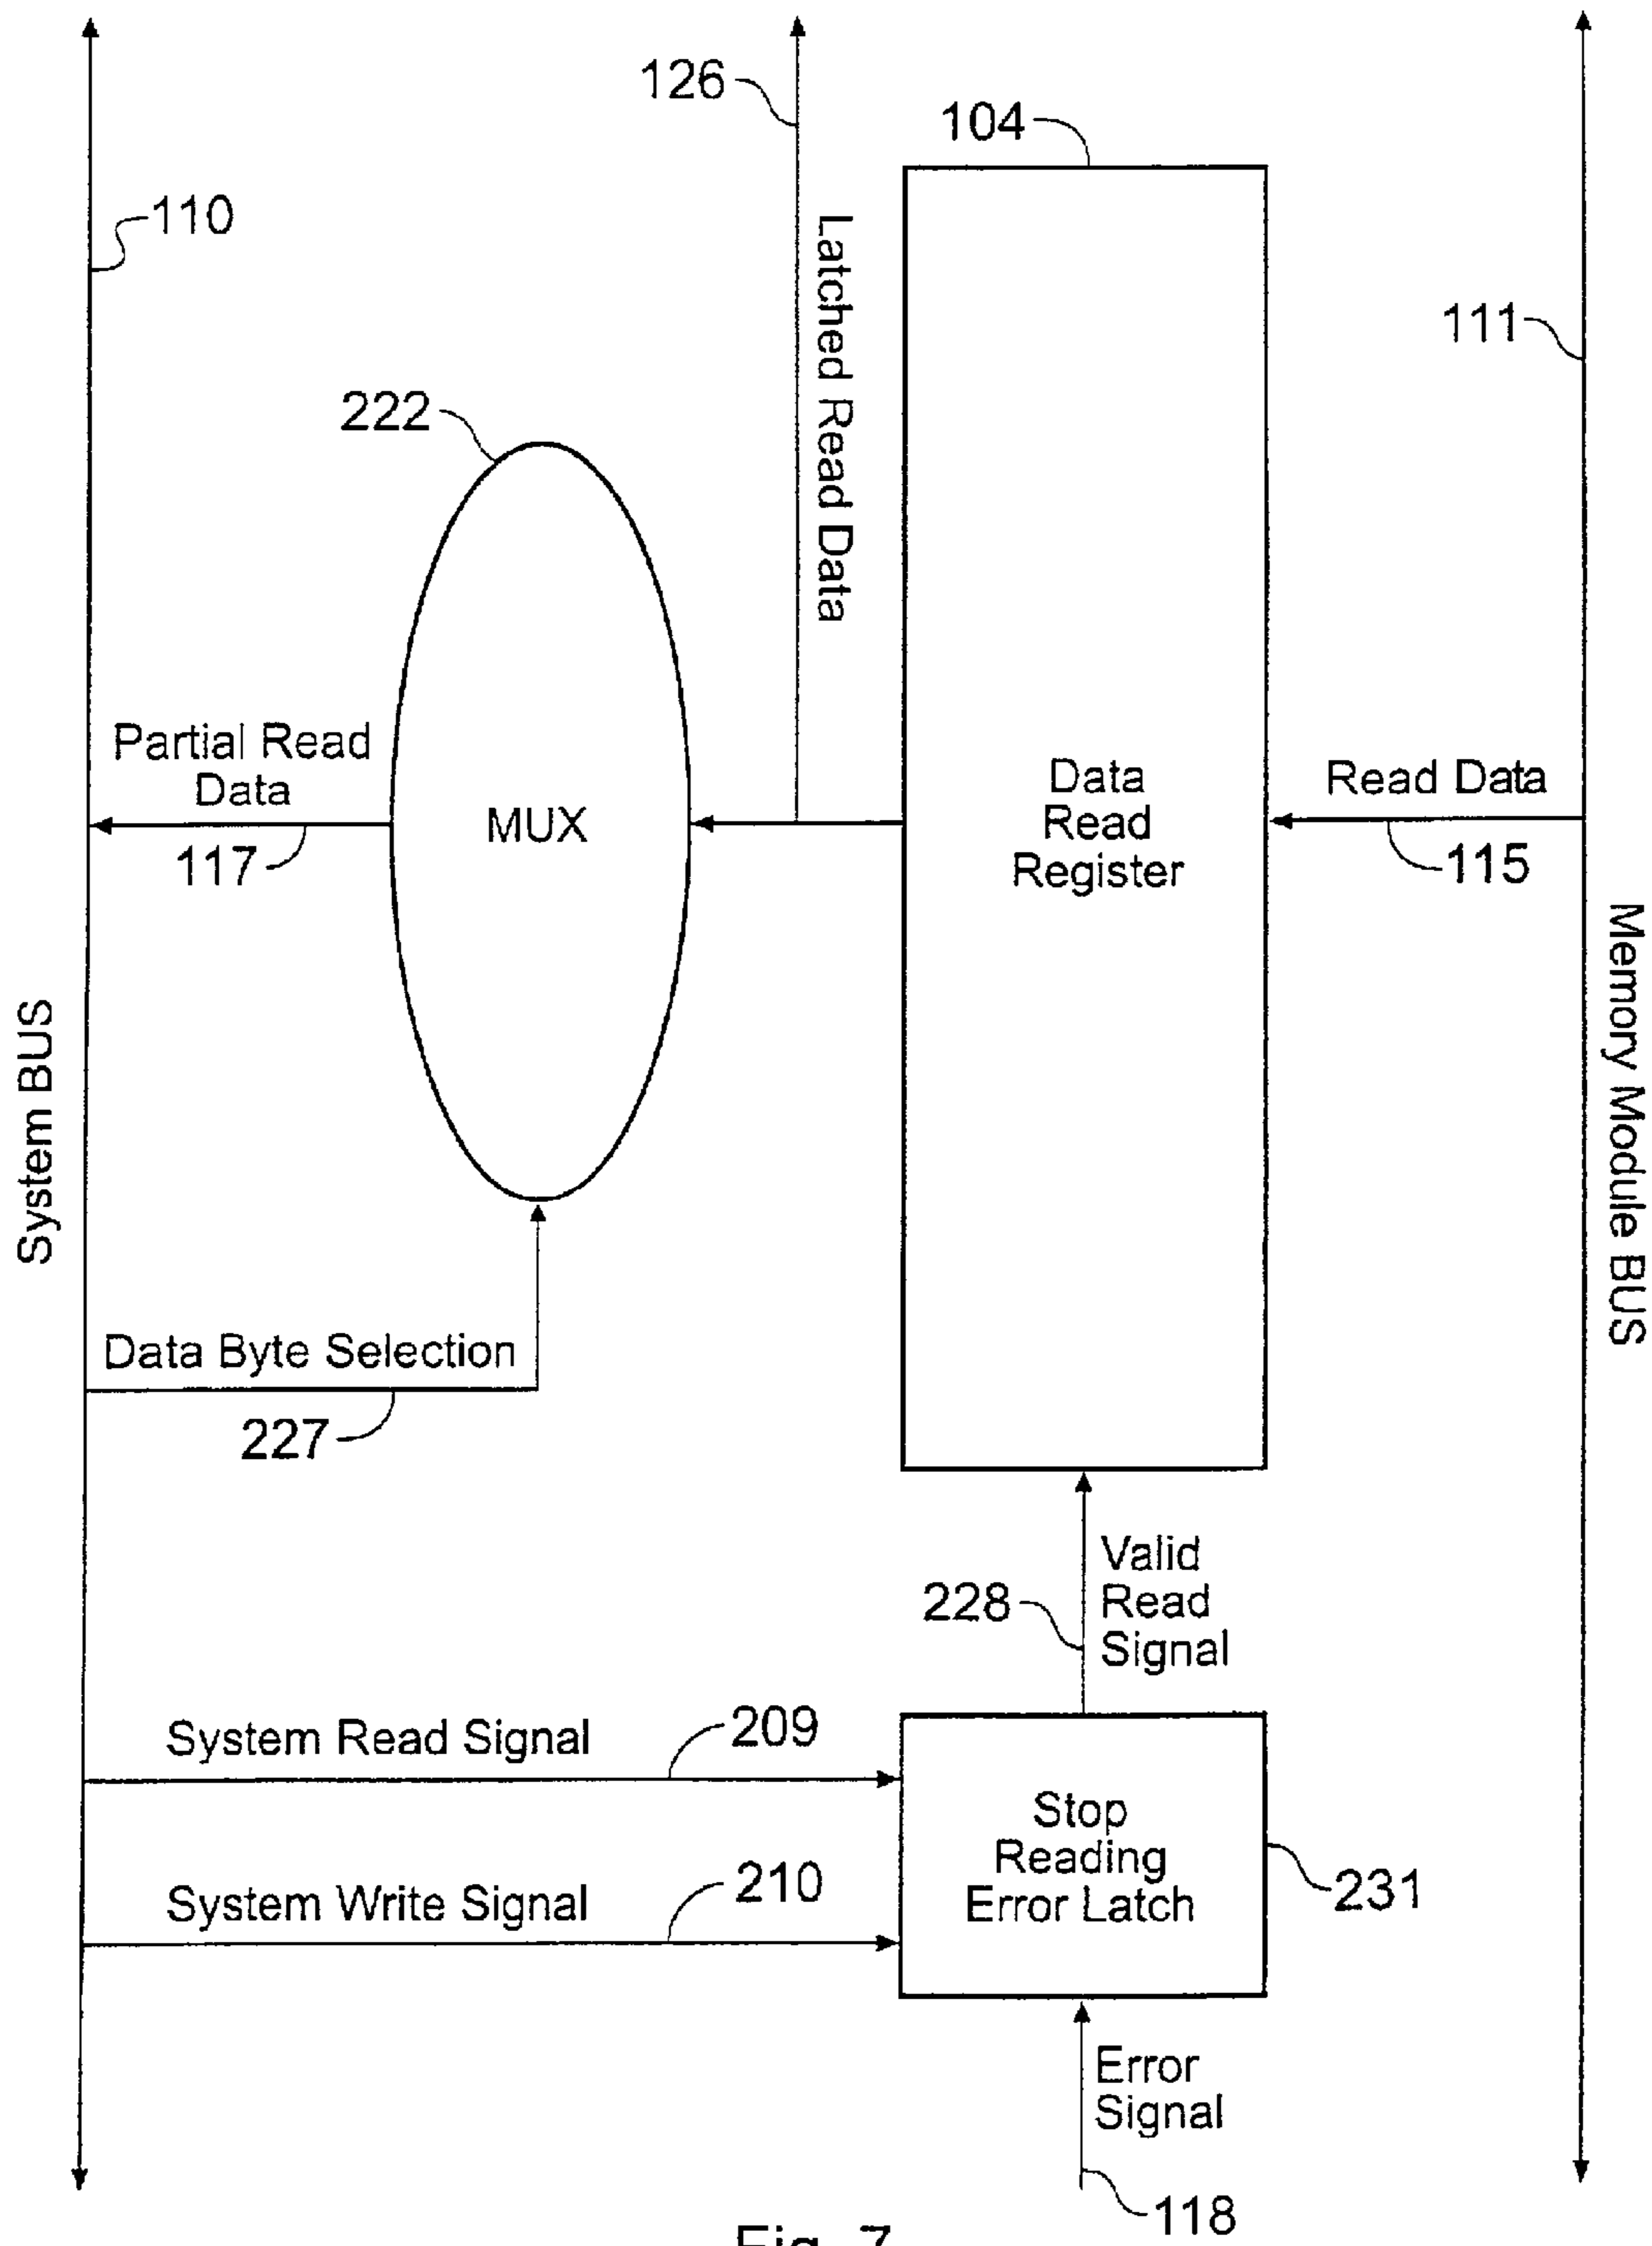 126
104
110
Latched Read Data
111
222
Partial Read
Data
117
MUX
Data
Read
Register
Read Data
115
System BUS
Memory Module BUS
Data Byte Selection
227
228
Valid
Read
Signal
System Read Signal
209
Stop
Reading
Error Latch
System Write Signal
210
231
Error
Signal
118
Fig. 7